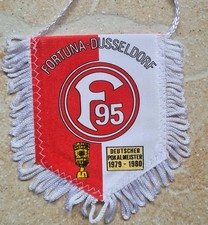 FORTUNA-DÜSSELDORF
F95
DEUTSCHER
POKALMEISTER
1979 - 1980